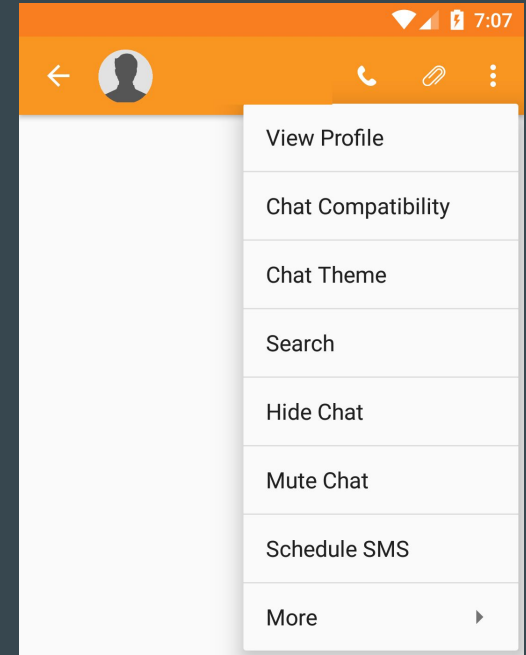 7:07
View Profile
Chat Compatibility
Chat Theme
Search
Hide Chat
Mute Chat
Schedule SMS
More